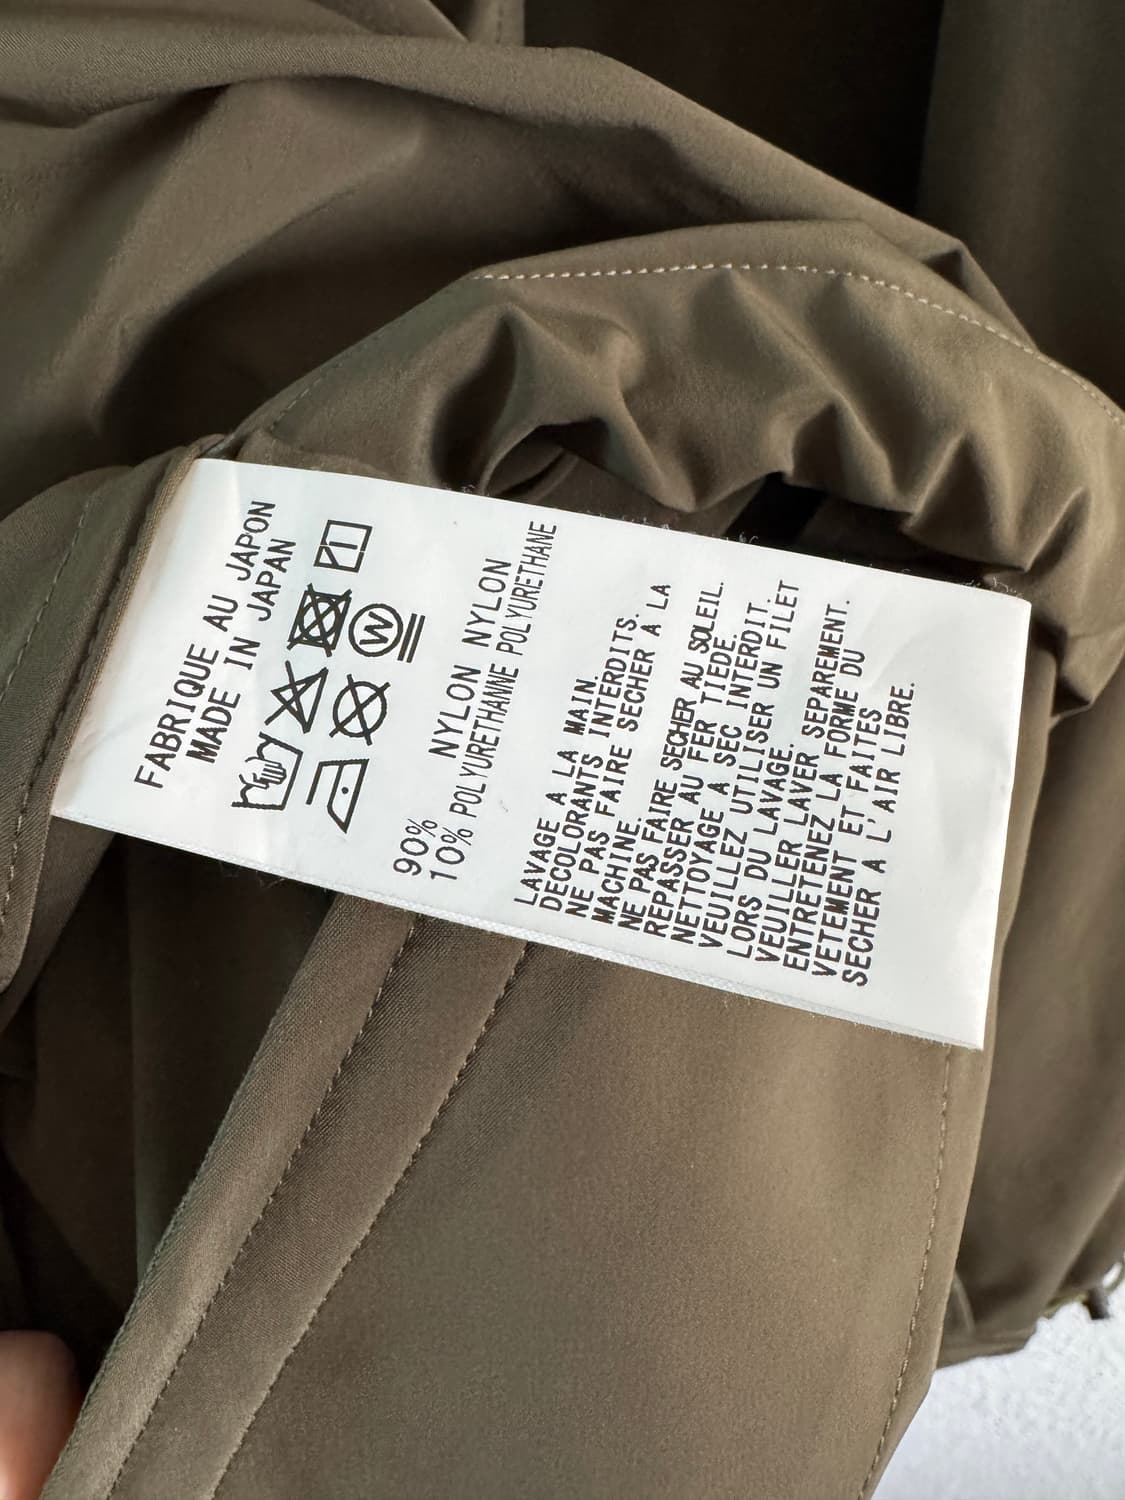 FABRIQUE AU JAPON
MADE IN JAPAN
W
90% NYLON NYLON
10% POLYURETHANNE POLYURETHANE
LAVAGE A LA MAIN.
DECOLORANTS INTERDITS.
NE PAS FAIRE SECHER A LA
MACHINE.
NE PAS FAIRE SECHER AU SOLEIL.
REPASSER AU FER TIEDE.
NETTOYAGE A SEC INTERDIT.
VEUILLEZ UTILISER UN FILET
LORS DU LAVAGE.
VEUILLER LAVER SEPAREMENT.
ENTRETENEZ LA FORME DU
VETEMENT ET FAITES
SECHER A L'AIR LIBRE.